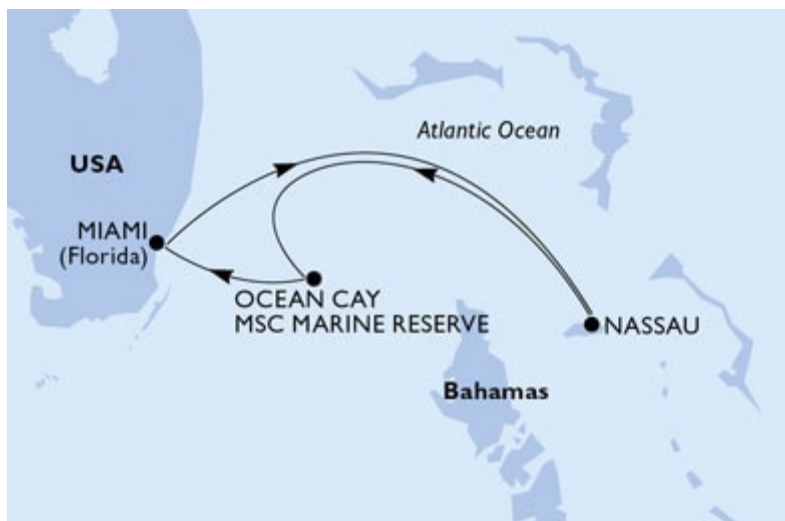 Atlantic Ocean
USA
MIAMI
(Florida)
OCEAN CAY
MSC MARINE RESERVE
NASSAU
Bahamas